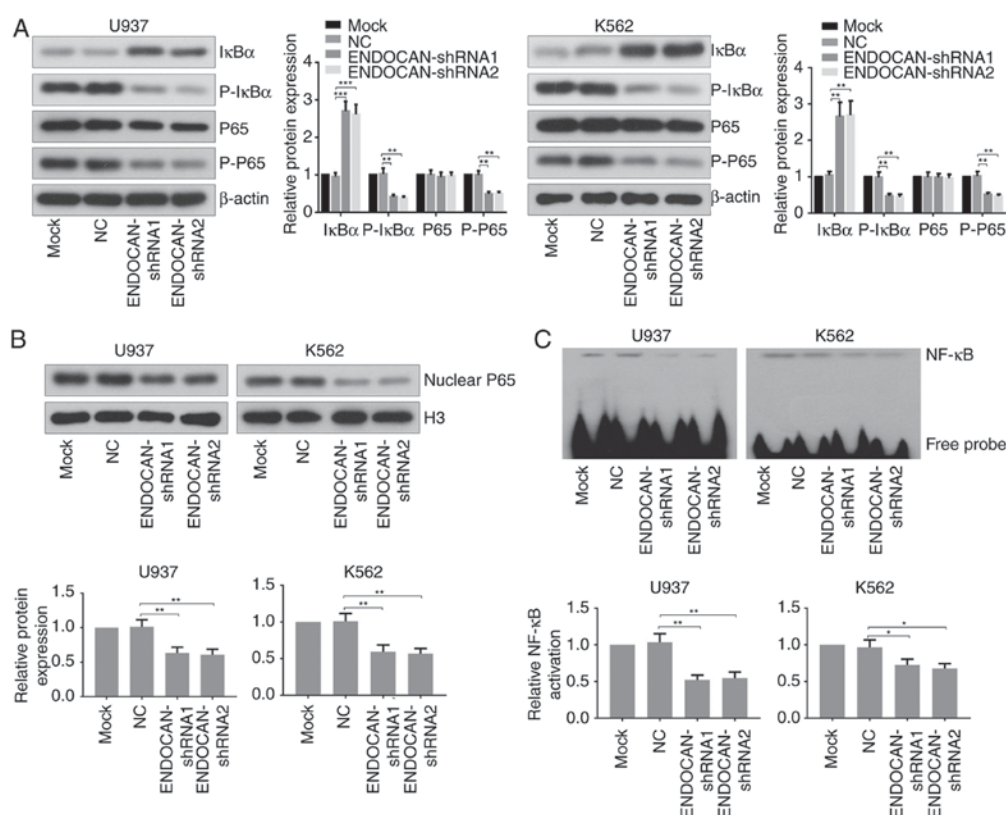 A
U937
IκBα
P-IκBα
P65
P-P65
β-actin
Mock
NC
ENDOCAN-
shRNA1
ENDOCAN-
shRNA2
Relative protein expression
4
3
2
1
0
Mock
NC
ENDOCAN-shRNA1
ENDOCAN-shRNA2
***
***
**
**
**
**
IκBα P-IκBα P65 P-P65
K562
IκBα
P-IκBα
P65
P-P65
β-actin
Mock
NC
ENDOCAN-
shRNA1
ENDOCAN-
shRNA2
Relative protein expression
4
3
2
1
0
Mock
NC
ENDOCAN-shRNA1
ENDOCAN-shRNA2
**
**
**
**
**
**
IκBα P-IκBα P65 P-P65
B
U937
K562
Nuclear P65
H3
Mock
NC
ENDOCAN-
shRNA1
ENDOCAN-
shRNA2
Mock
NC
ENDOCAN-
shRNA1
ENDOCAN-
shRNA2
U937
Relative protein
expression
1.5
1.0
0.5
0.0
**
**
Mock
NC
ENDOCAN-
shRNA1
ENDOCAN-
shRNA2
K562
1.5
1.0
0.5
0.0
**
**
Mock
NC
ENDOCAN-
shRNA1
ENDOCAN-
shRNA2
C
U937
K562
NF-κB
Free probe
Mock
NC
ENDOCAN-
shRNA1
ENDOCAN-
shRNA2
Mock
NC
ENDOCAN-
shRNA1
ENDOCAN-
shRNA2
U937
Relative NF-κB
activation
1.5
1.0
0.5
0.0
**
**
Mock
NC
ENDOCAN-
shRNA1
ENDOCAN-
shRNA2
K562
1.5
1.0
0.5
0.0
*
*
Mock
NC
ENDOCAN-
shRNA1
ENDOCAN-
shRNA2